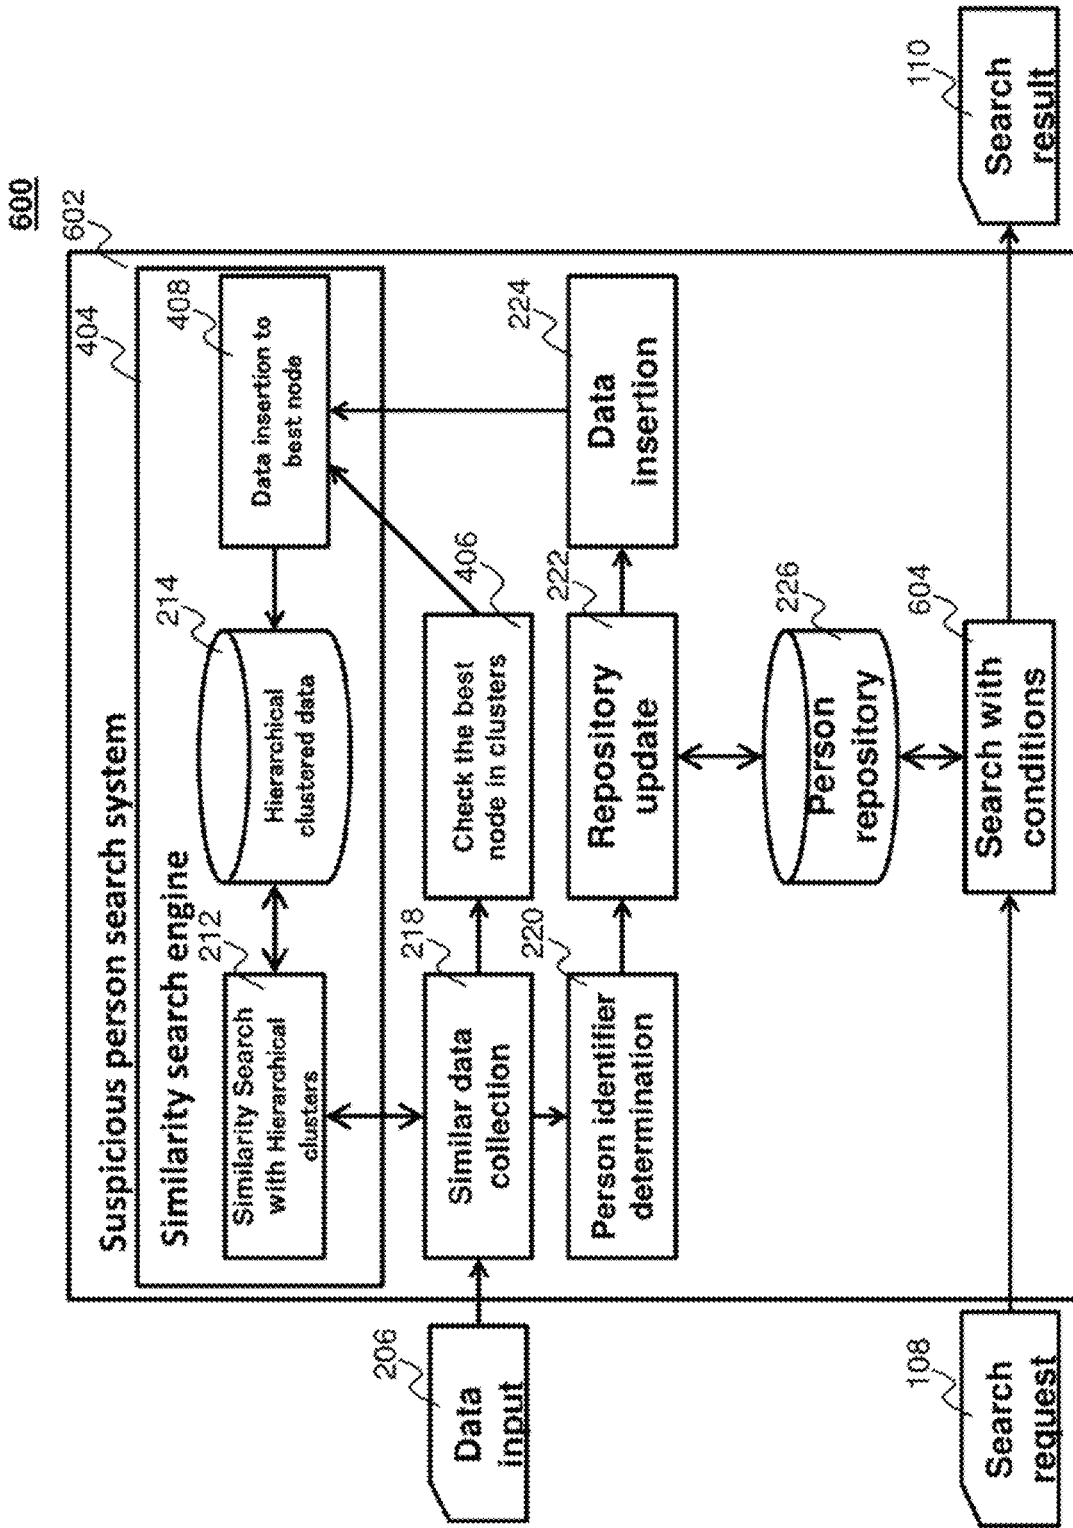 600
602
Suspicious person search system
404
Similarity search engine
212
Similarity Search
with Hierarchical
clusters
214
Hierarchical
clustered data
408
Data insertion to
best node
206
Data
input
218
Similar data
collection
406
Check the best
node in clusters
220
Person identifier
determination
222
Repository
update
224
Data
insertion
226
Person
repository
108
Search
request
604
Search with
conditions
110
Search
result